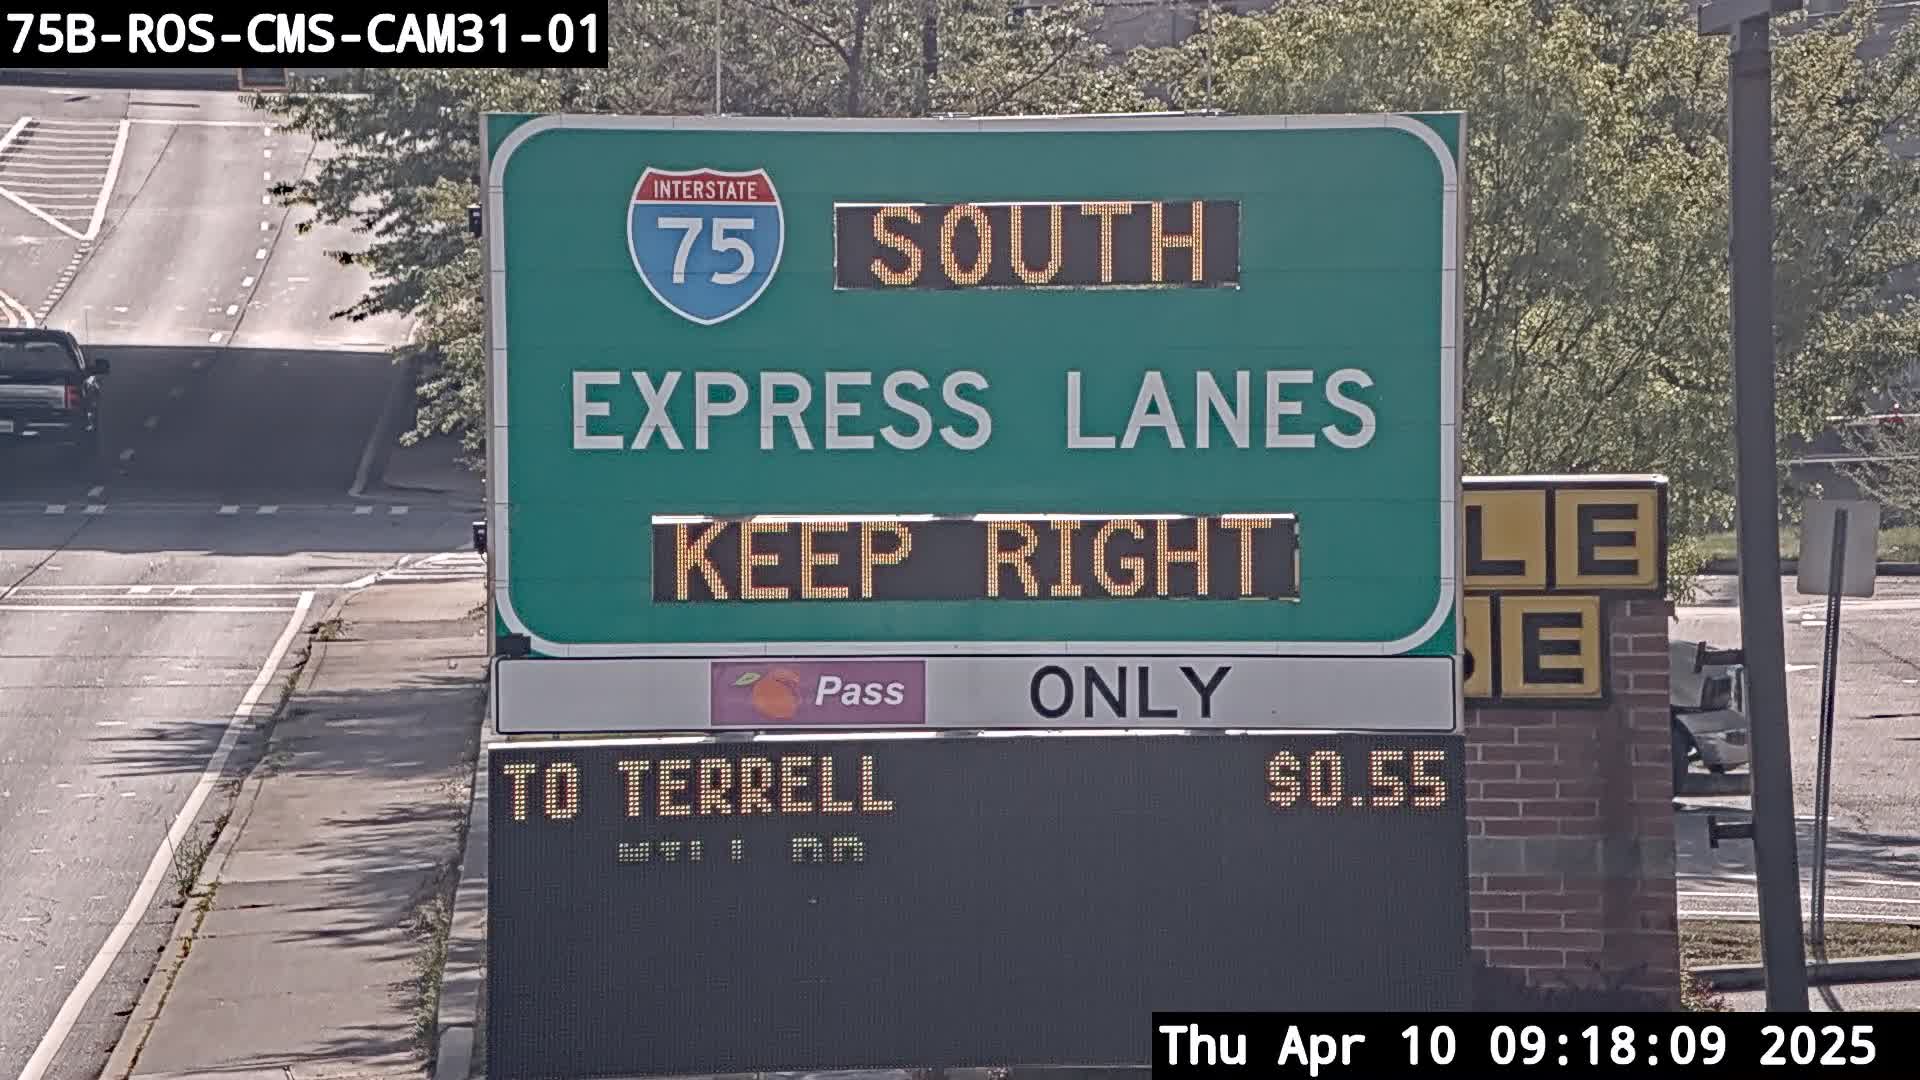 75B-ROS-CMS-CAM31-01
INTERSTATE
75
SOUTH
EXPRESS LANES
KEEP RIGHT
Pass ONLY
TO TERRELL $0.55
LE
E
Thu Apr 10 09:18:09 2025